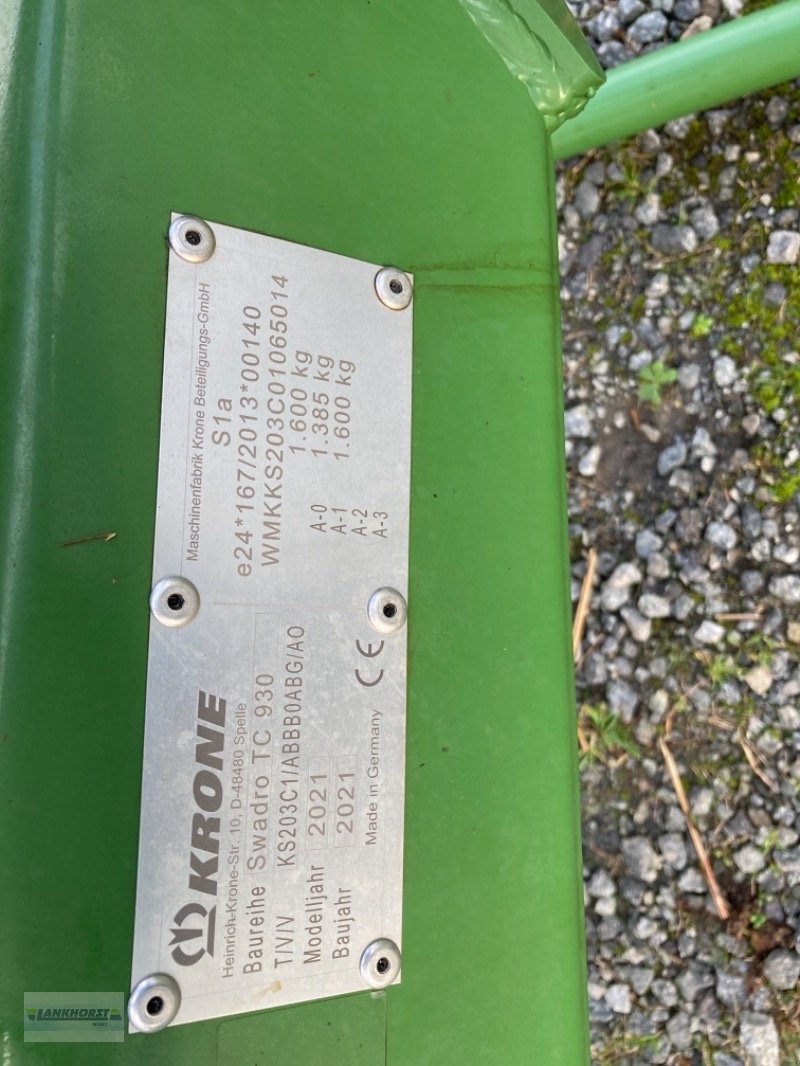 KRONE
Heinrich-Krone-Str. 10, D-48480 Spelle
Baureihe Swadro TC 930
T/V/V KS203C1/ABBB0ABG/AO
Modelljahr 2021
Baujahr 2021
Made in Germany CE
Maschinenfabrik Krone Beteiligungs-GmbH
S1a
e24*167/2013*00140
WMKKS203C01065014
A-0 1.600 kg
A-1 1.385 kg
A-2 1.600 kg
A-3
LANKHORST
NORD